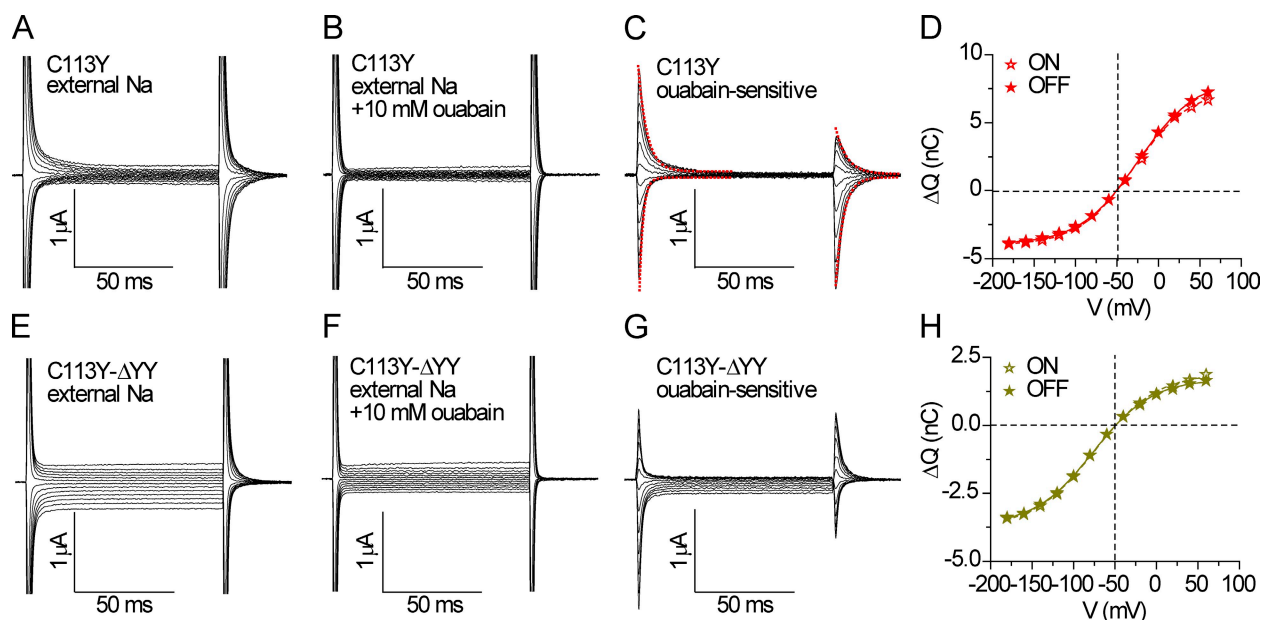 A
C113Y
external Na
1 µA
50 ms
B
C113Y
external Na
+10 mM ouabain
1 µA
50 ms
C
C113Y
ouabain-sensitive
1 µA
50 ms
D
ON
OFF
10
5
0
-5
ΔQ (nC)
-200 -150 -100 -50 0 50 100
V (mV)
E
C113Y-ΔYY
external Na
1 µA
50 ms
F
C113Y-ΔYY
external Na
+10 mM ouabain
1 µA
50 ms
G
C113Y-ΔYY
ouabain-sensitive
1 µA
50 ms
H
ON
OFF
2.5
0.0
-2.5
-5.0
ΔQ (nC)
-200 -150 -100 -50 0 50 100
V (mV)